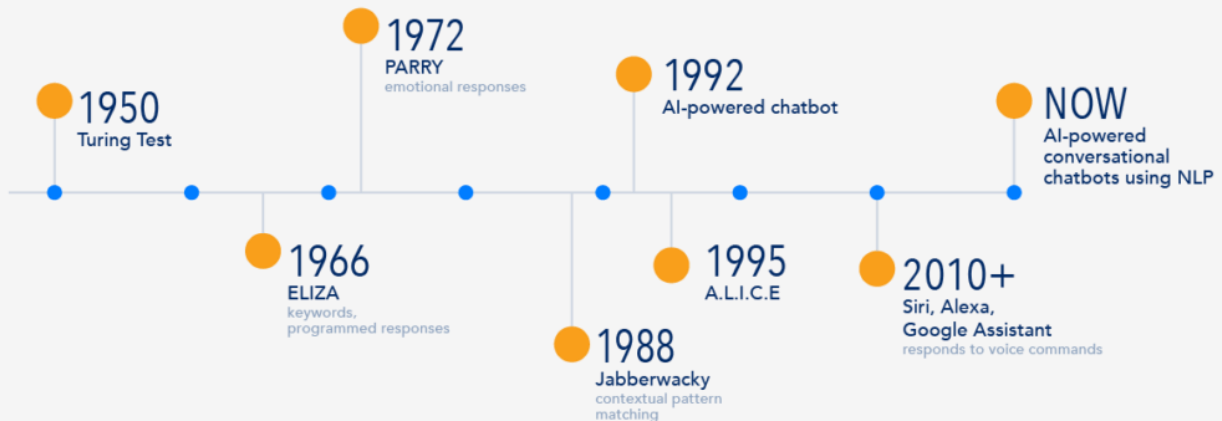 1950
Turing Test
1966
ELIZA
keywords,
programmed responses
1972
PARRY
emotional responses
1988
Jabberwacky
contextual pattern
matching
1992
AI-powered chatbot
1995
A.L.I.C.E
2010+
Siri, Alexa,
Google Assistant
responds to voice commands
NOW
AI-powered
conversational
chatbots using NLP